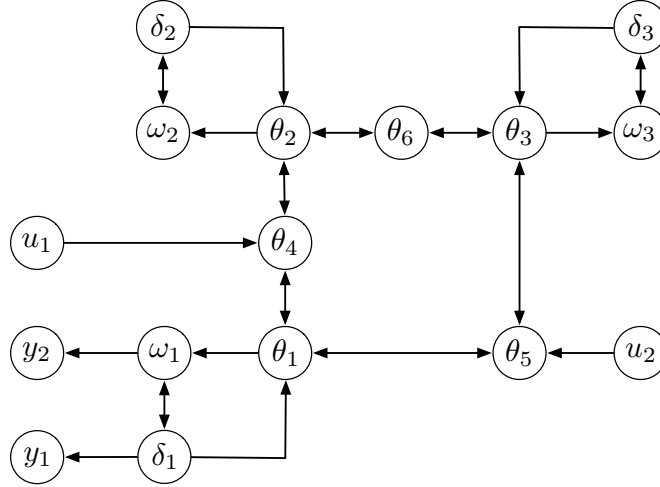 δ₂ δ₃
ω₂ θ₂ θ₆ θ₃ ω₃
u₁ θ₄
y₂ ω₁ θ₁ θ₅ u₂
y₁ δ₁